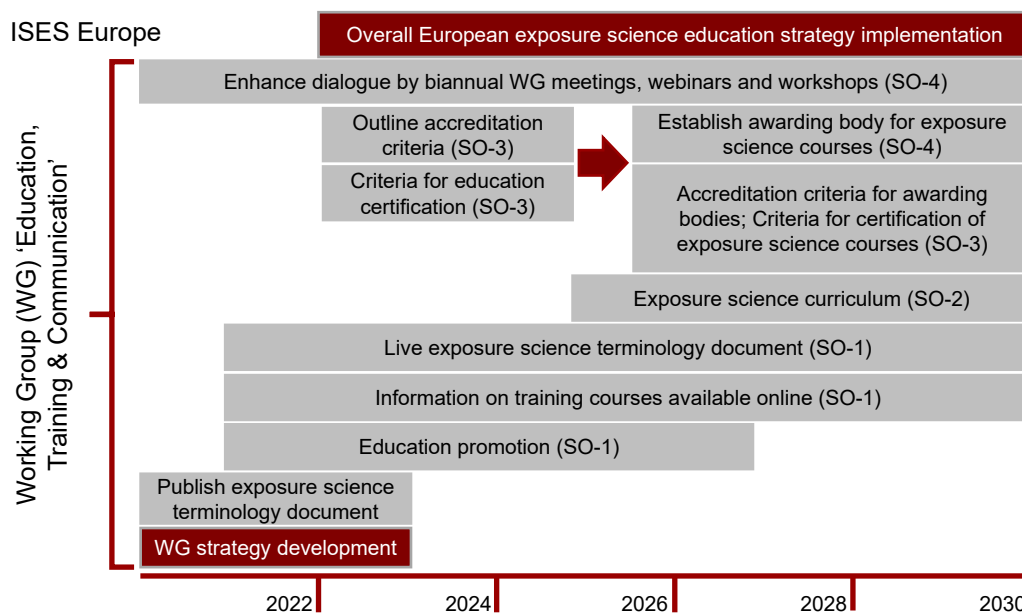 ISES Europe
Overall European exposure science education strategy implementation
Working Group (WG) ‘Education,
Training & Communication’
Enhance dialogue by biannual WG meetings, webinars and workshops (SO-4)
Outline accreditation
criteria (SO-3)
Establish awarding body for exposure
science courses (SO-4)
Criteria for education
certification (SO-3)
Accreditation criteria for awarding
bodies; Criteria for certification of
exposure science courses (SO-3)
Exposure science curriculum (SO-2)
Live exposure science terminology document (SO-1)
Information on training courses available online (SO-1)
Education promotion (SO-1)
Publish exposure science
terminology document
WG strategy development
2022 2024 2026 2028 2030